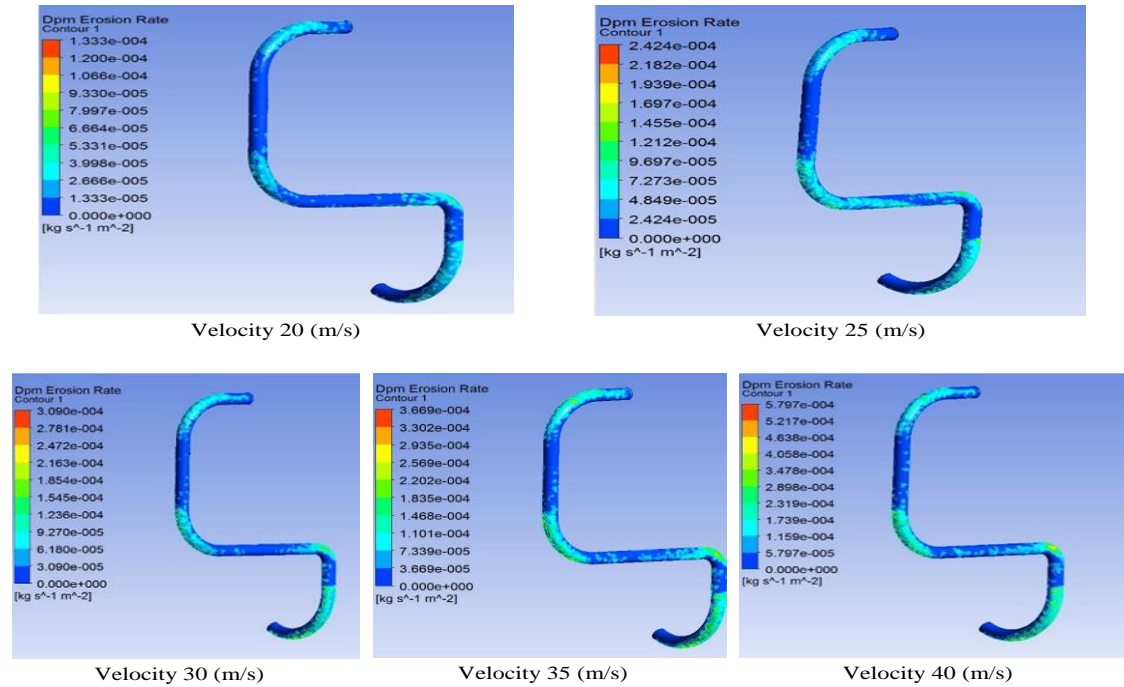 Dpm Erosion Rate
Contour 1
1.333e-004
1.200e-004
1.066e-004
9.330e-005
7.997e-005
6.664e-005
5.331e-005
3.998e-005
2.666e-005
1.333e-005
0.000e+000
[kg s^-1 m^-2]
Velocity 20 (m/s)
Dpm Erosion Rate
Contour 1
2.424e-004
2.182e-004
1.939e-004
1.697e-004
1.455e-004
1.212e-004
9.697e-005
7.273e-005
4.849e-005
2.424e-005
0.000e+000
[kg s^-1 m^-2]
Velocity 25 (m/s)
Dpm Erosion Rate
Contour 1
3.090e-004
2.781e-004
2.472e-004
2.163e-004
1.854e-004
1.545e-004
1.236e-004
9.270e-005
6.180e-005
3.090e-005
0.000e+000
[kg s^-1 m^-2]
Velocity 30 (m/s)
Dpm Erosion Rate
Contour 1
3.669e-004
3.302e-004
2.935e-004
2.569e-004
2.202e-004
1.835e-004
1.468e-004
1.101e-004
7.339e-005
3.669e-005
0.000e+000
[kg s^-1 m^-2]
Velocity 35 (m/s)
Dpm Erosion Rate
Contour 1
5.797e-004
5.217e-004
4.638e-004
4.058e-004
3.478e-004
2.898e-004
2.319e-004
1.739e-004
1.159e-004
5.797e-005
0.000e+000
[kg s^-1 m^-2]
Velocity 40 (m/s)